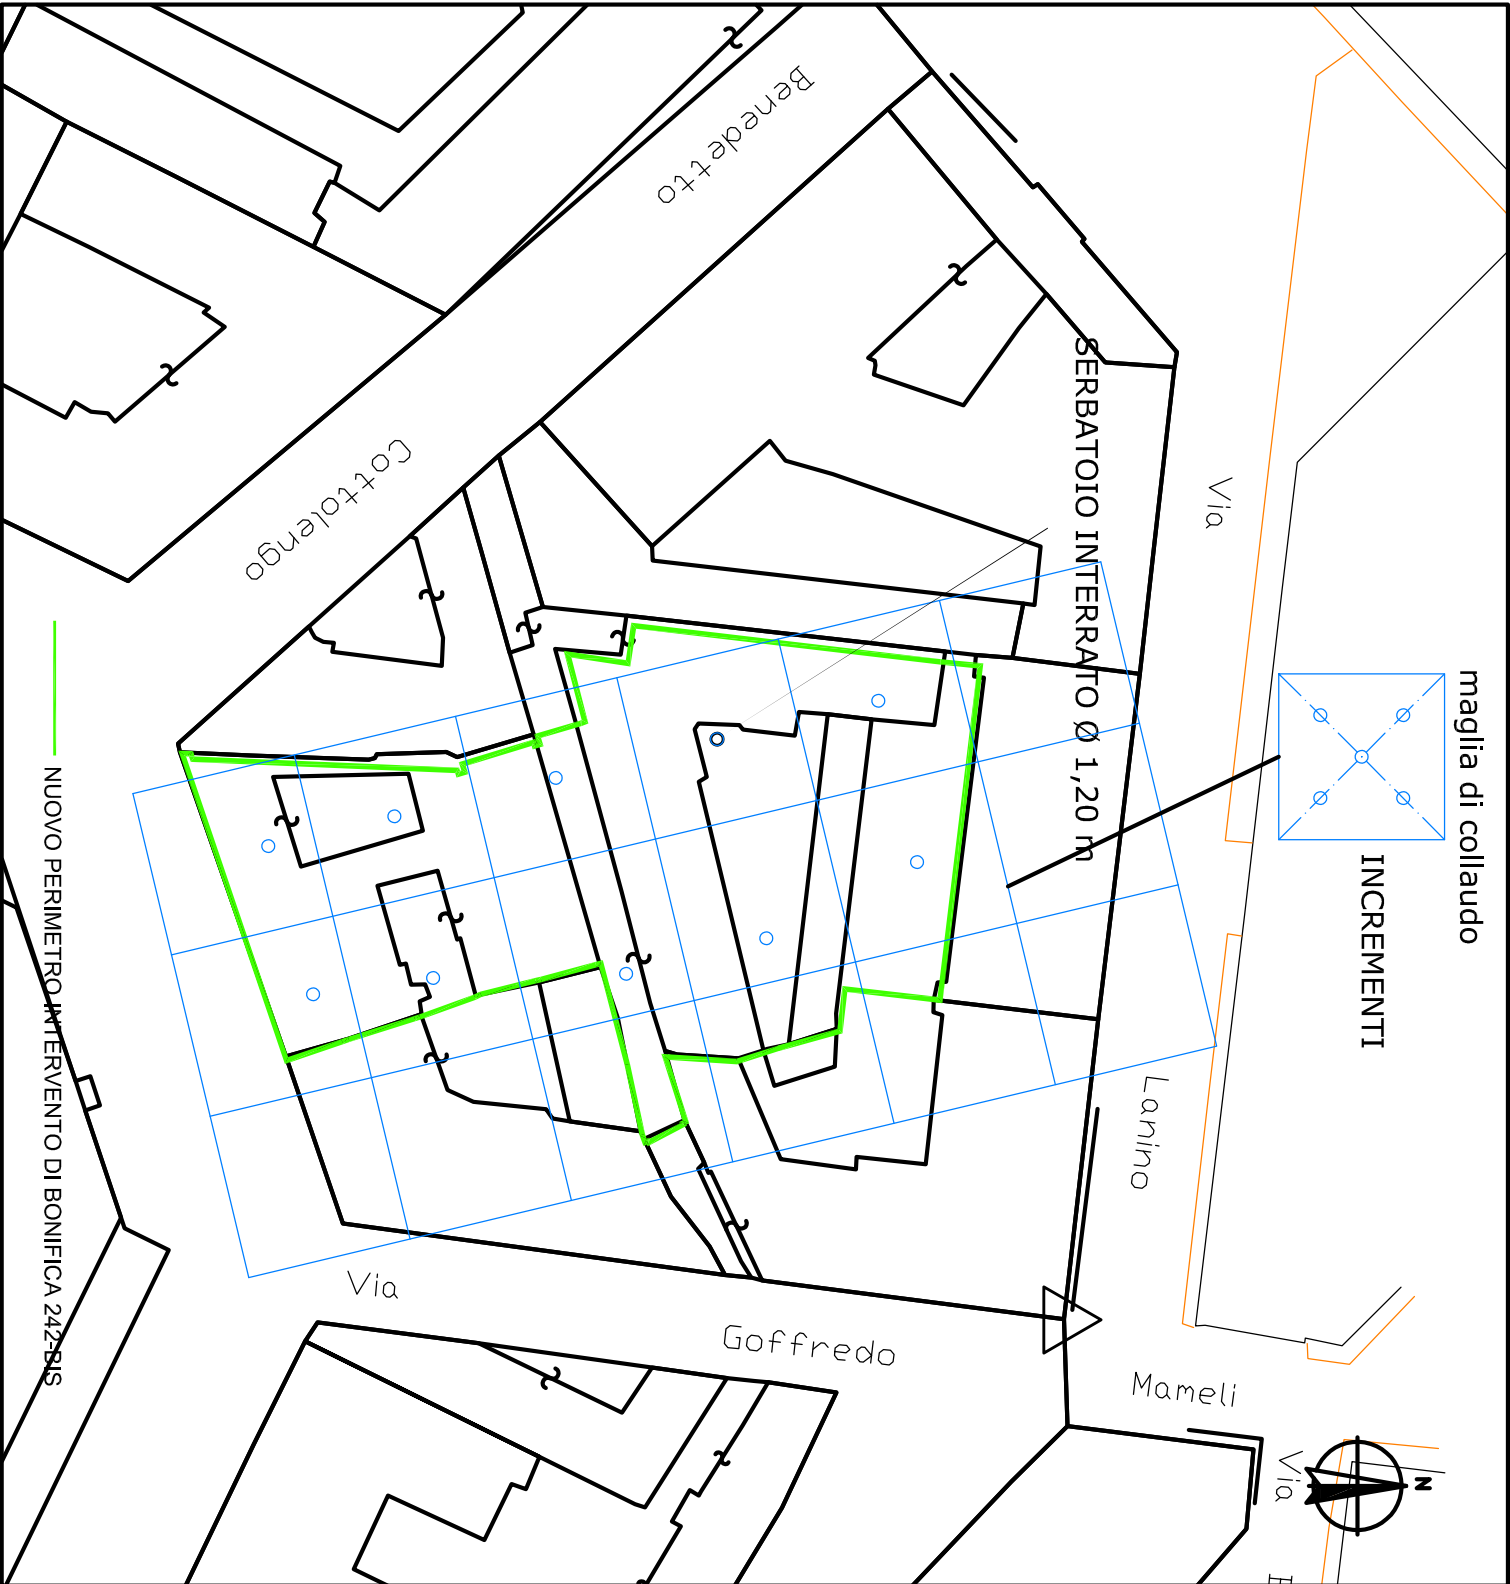 maglia di collaudo
INCREMENTI
SERBATOIO INTERRATO Ø 1,20 m
Benedetto
Cottolengo
Via
Lanino
Via
Goffredo
Mameli
Via
N
NUOVO PERIMETRO INTERVENTO DI BONIFICA 242-BIS